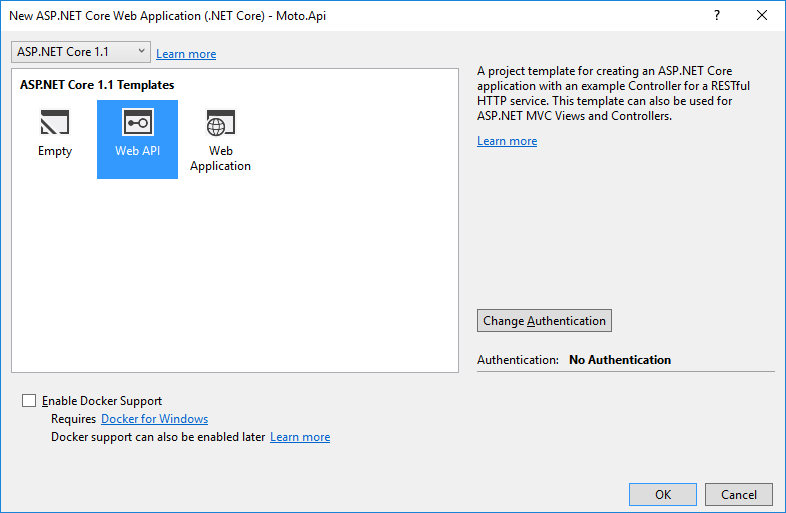 New ASP.NET Core Web Application (.NET Core) - Moto.Api
?
ASP.NET Core 1.1
Learn more
ASP.NET Core 1.1 Templates
Empty
Web API
Web
Application
A project template for creating an ASP.NET Core
application with an example Controller for a RESTful
HTTP service. This template can also be used for
ASP.NET MVC Views and Controllers.
Learn more
Change Authentication
Authentication: No Authentication
Enable Docker Support
Requires Docker for Windows
Docker support can also be enabled later Learn more
OK
Cancel